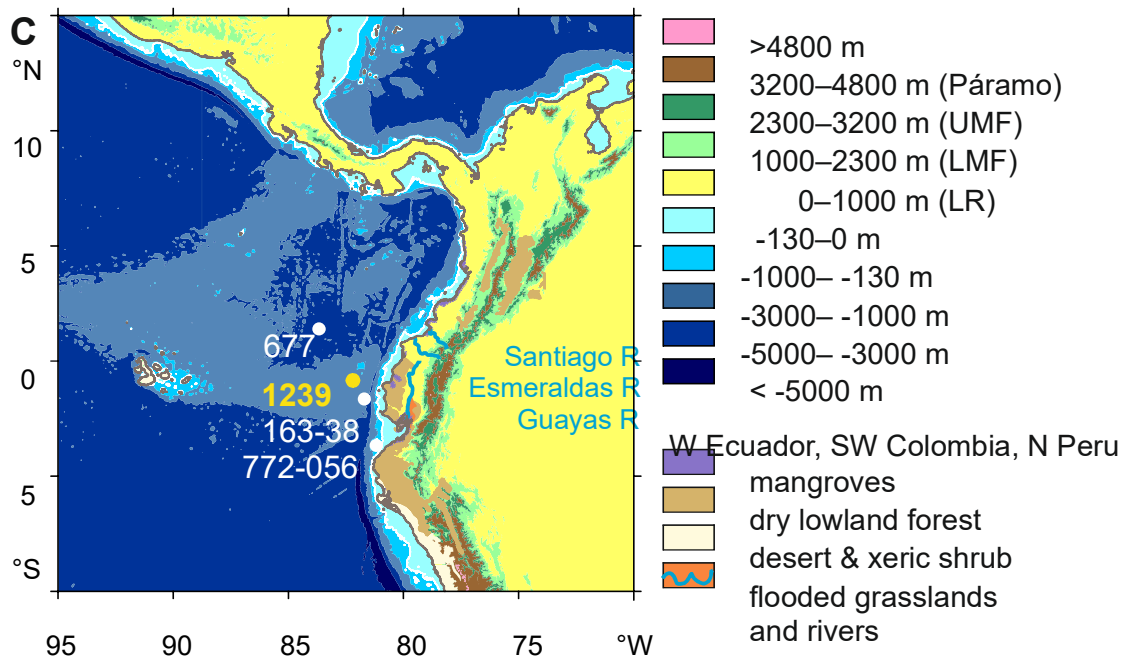 C
°N
10
5
0
5
°S
95
90
85
80
75
°W
677
1239
163-38
772-056
Santiago R
Esmeraldas R
Guayas R
>4800 m
3200–4800 m (Páramo)
2300–3200 m (UMF)
1000–2300 m (LMF)
0–1000 m (LR)
-130–0 m
-1000– -130 m
-3000– -1000 m
-5000– -3000 m
< -5000 m
W Ecuador, SW Colombia, N Peru
mangroves
dry lowland forest
desert & xeric shrub
flooded grasslands
and rivers